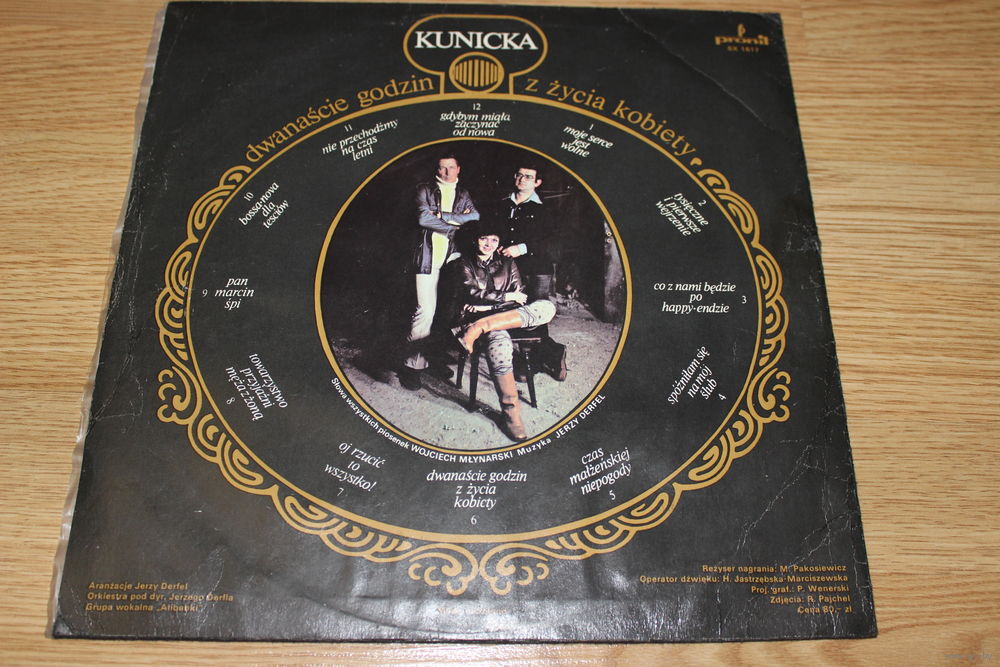 KUNICKA
pronit
SX 1617
dwanaście godzin z życia kobiety
12
gdybym miała
zaczynać
od nowa
1
moje serce
jest
wolne
2
tysięczne
i pierwsze
wejrzenie
co z nami będzie
po
happy-endzie
3
spóźniłam się
na mój
ślub
4
czas
małżeńskiej
niepogody
5
dwanaście godzin
z życia
kobiety
6
oj rzucić
to
wszystko!
7
towarzystwo
przyjaźni
męża z żoną
8
pan
9 marcin
śpi
10
bossa-nova
dla
teściów
11
nie przechodźmy
na czas
letni
Słowa wszystkich piosenek WOJCIECH MŁYNARSKI Muzyka JERZY DERFEL
Aranżacje Jerzy Derfel
Orkiestra pod dyr. Jerzego Derfla
Grupa wokalna „Alibabki"
Reżyser nagrania: M. Pakosiewicz
Operator dźwięku: H. Jastrzębska-Marciszewska
Proj. graf.: P. Wenerski
Zdjęcia: R. Pajchel
Cena 80,- zł